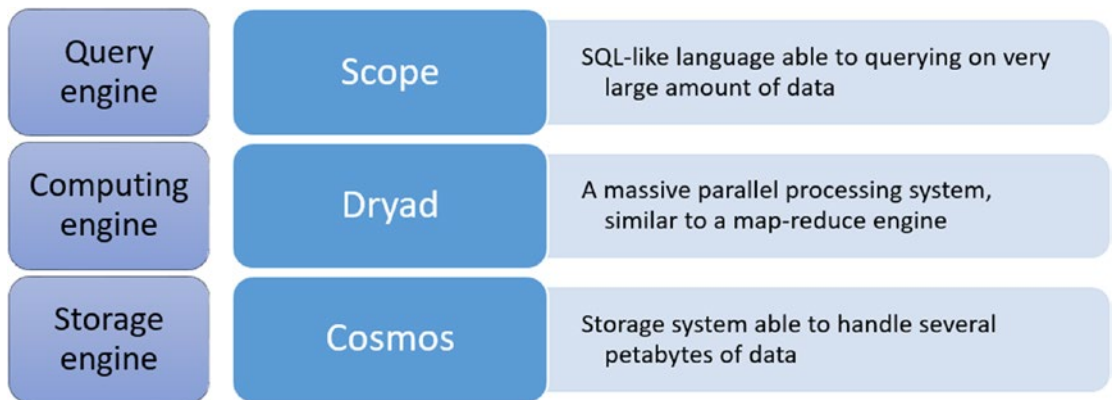 Query
engine
Scope
SQL-like language able to querying on very
large amount of data
Computing
engine
Dryad
A massive parallel processing system,
similar to a map-reduce engine
Storage
engine
Cosmos
Storage system able to handle several
petabytes of data